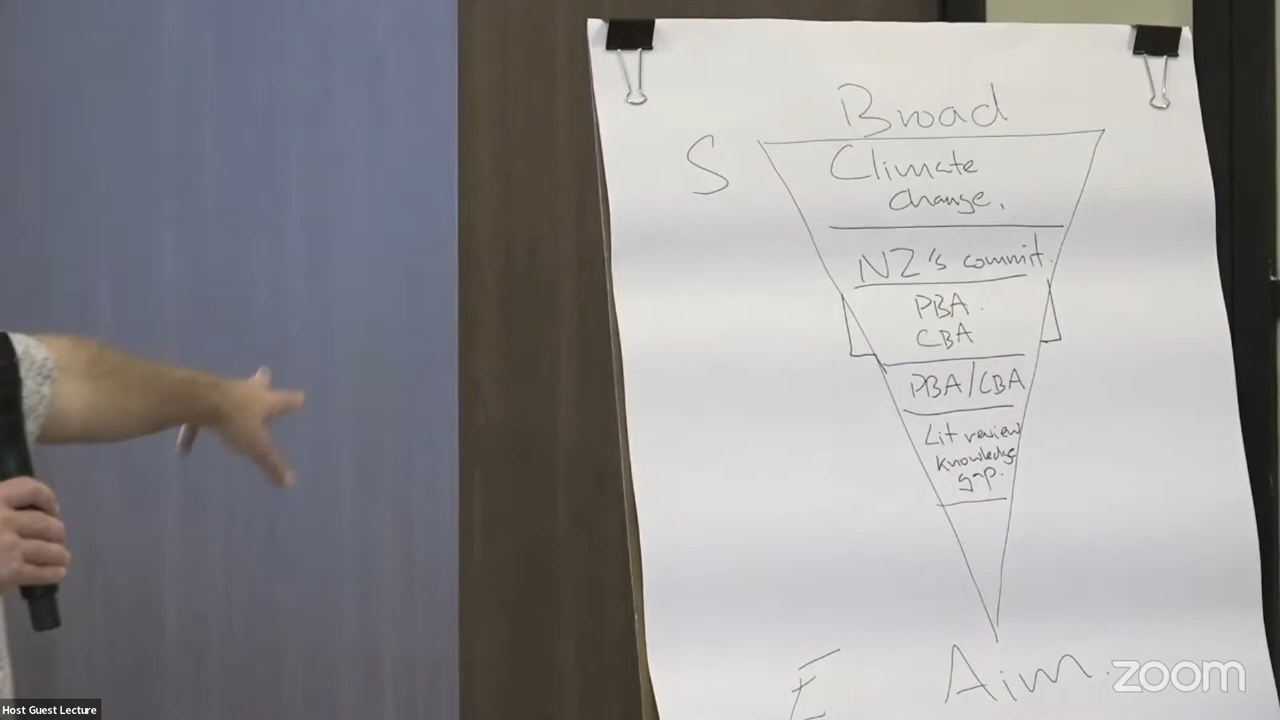 Broad
S
Climate
change.
NZ's commit.
PBA.
CBA
PBA/CBA
Lit review
knowledge
gap.
E
Aim.
zoom
Host Guest Lecture